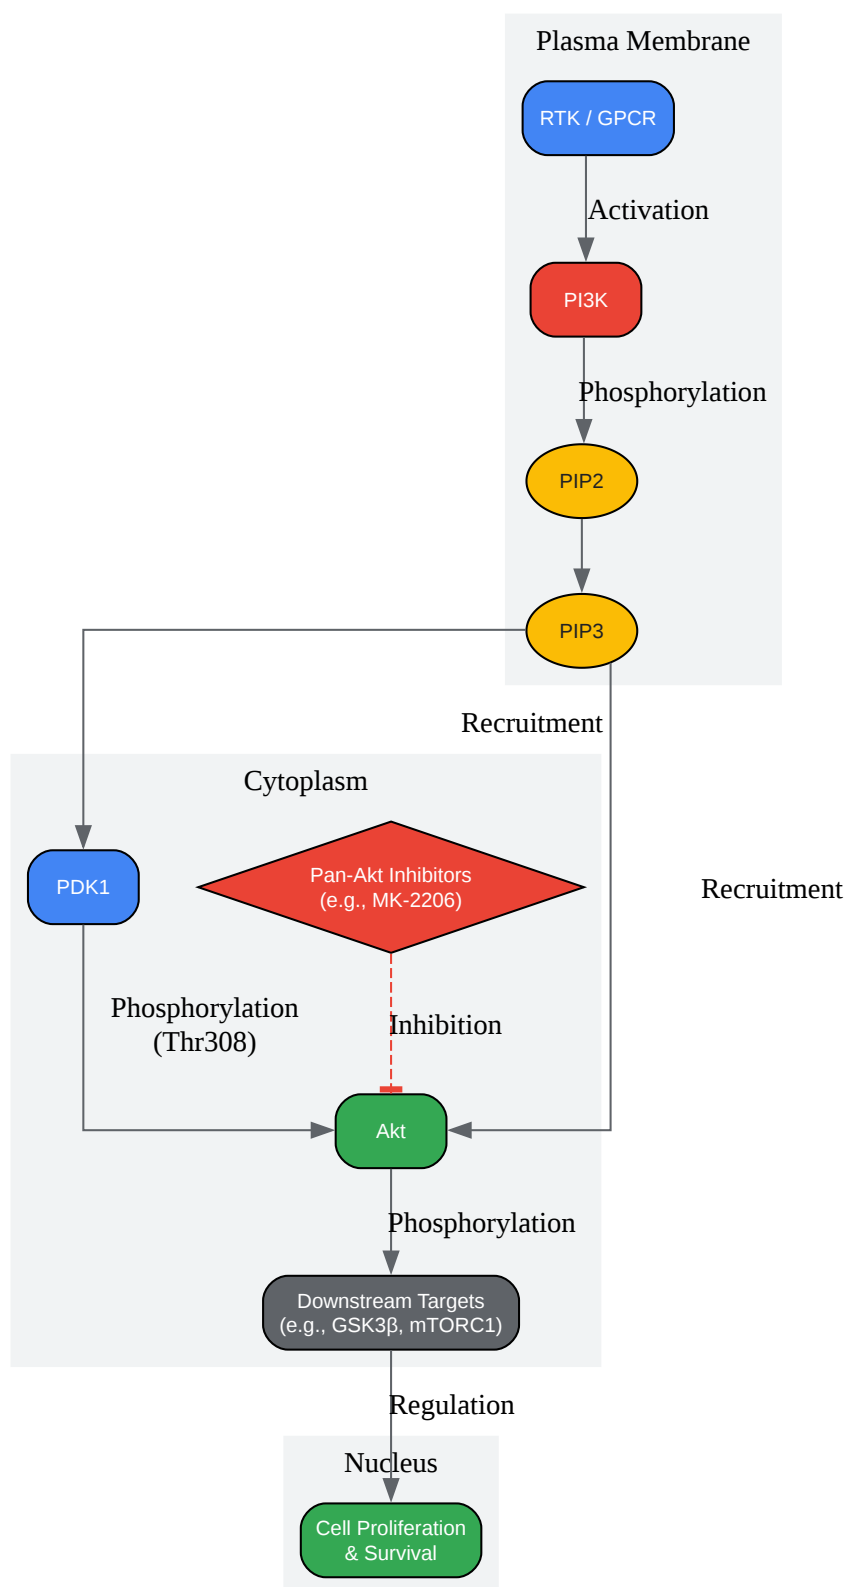 Plasma Membrane
RTK / GPCR
Activation
PI3K
Phosphorylation
PIP2
PIP3
Recruitment
Cytoplasm
Pan-Akt Inhibitors
(e.g., MK-2206)
PDK1
Recruitment
Phosphorylation
(Thr308)
Inhibition
Akt
Phosphorylation
Downstream Targets
(e.g., GSK3β, mTORC1)
Regulation
Nucleus
Cell Proliferation
& Survival